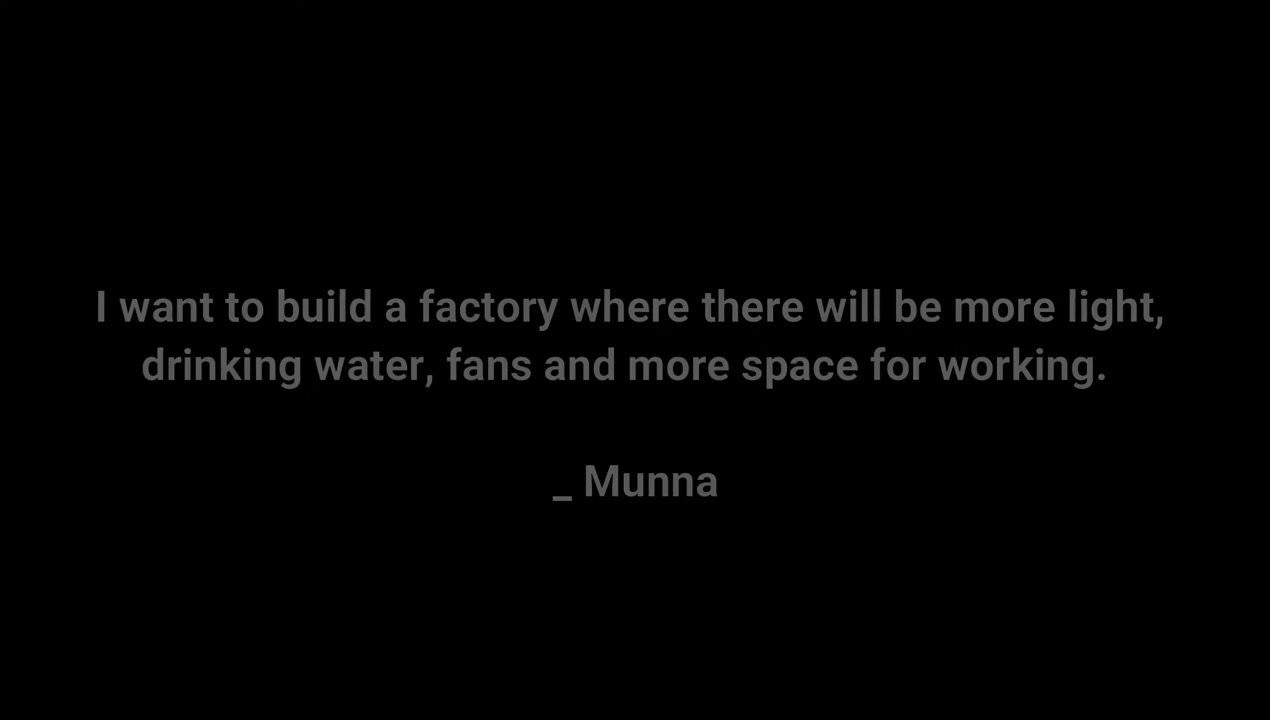 I want to build a factory where there will be more light,
drinking water, fans and more space for working.
_ Munna